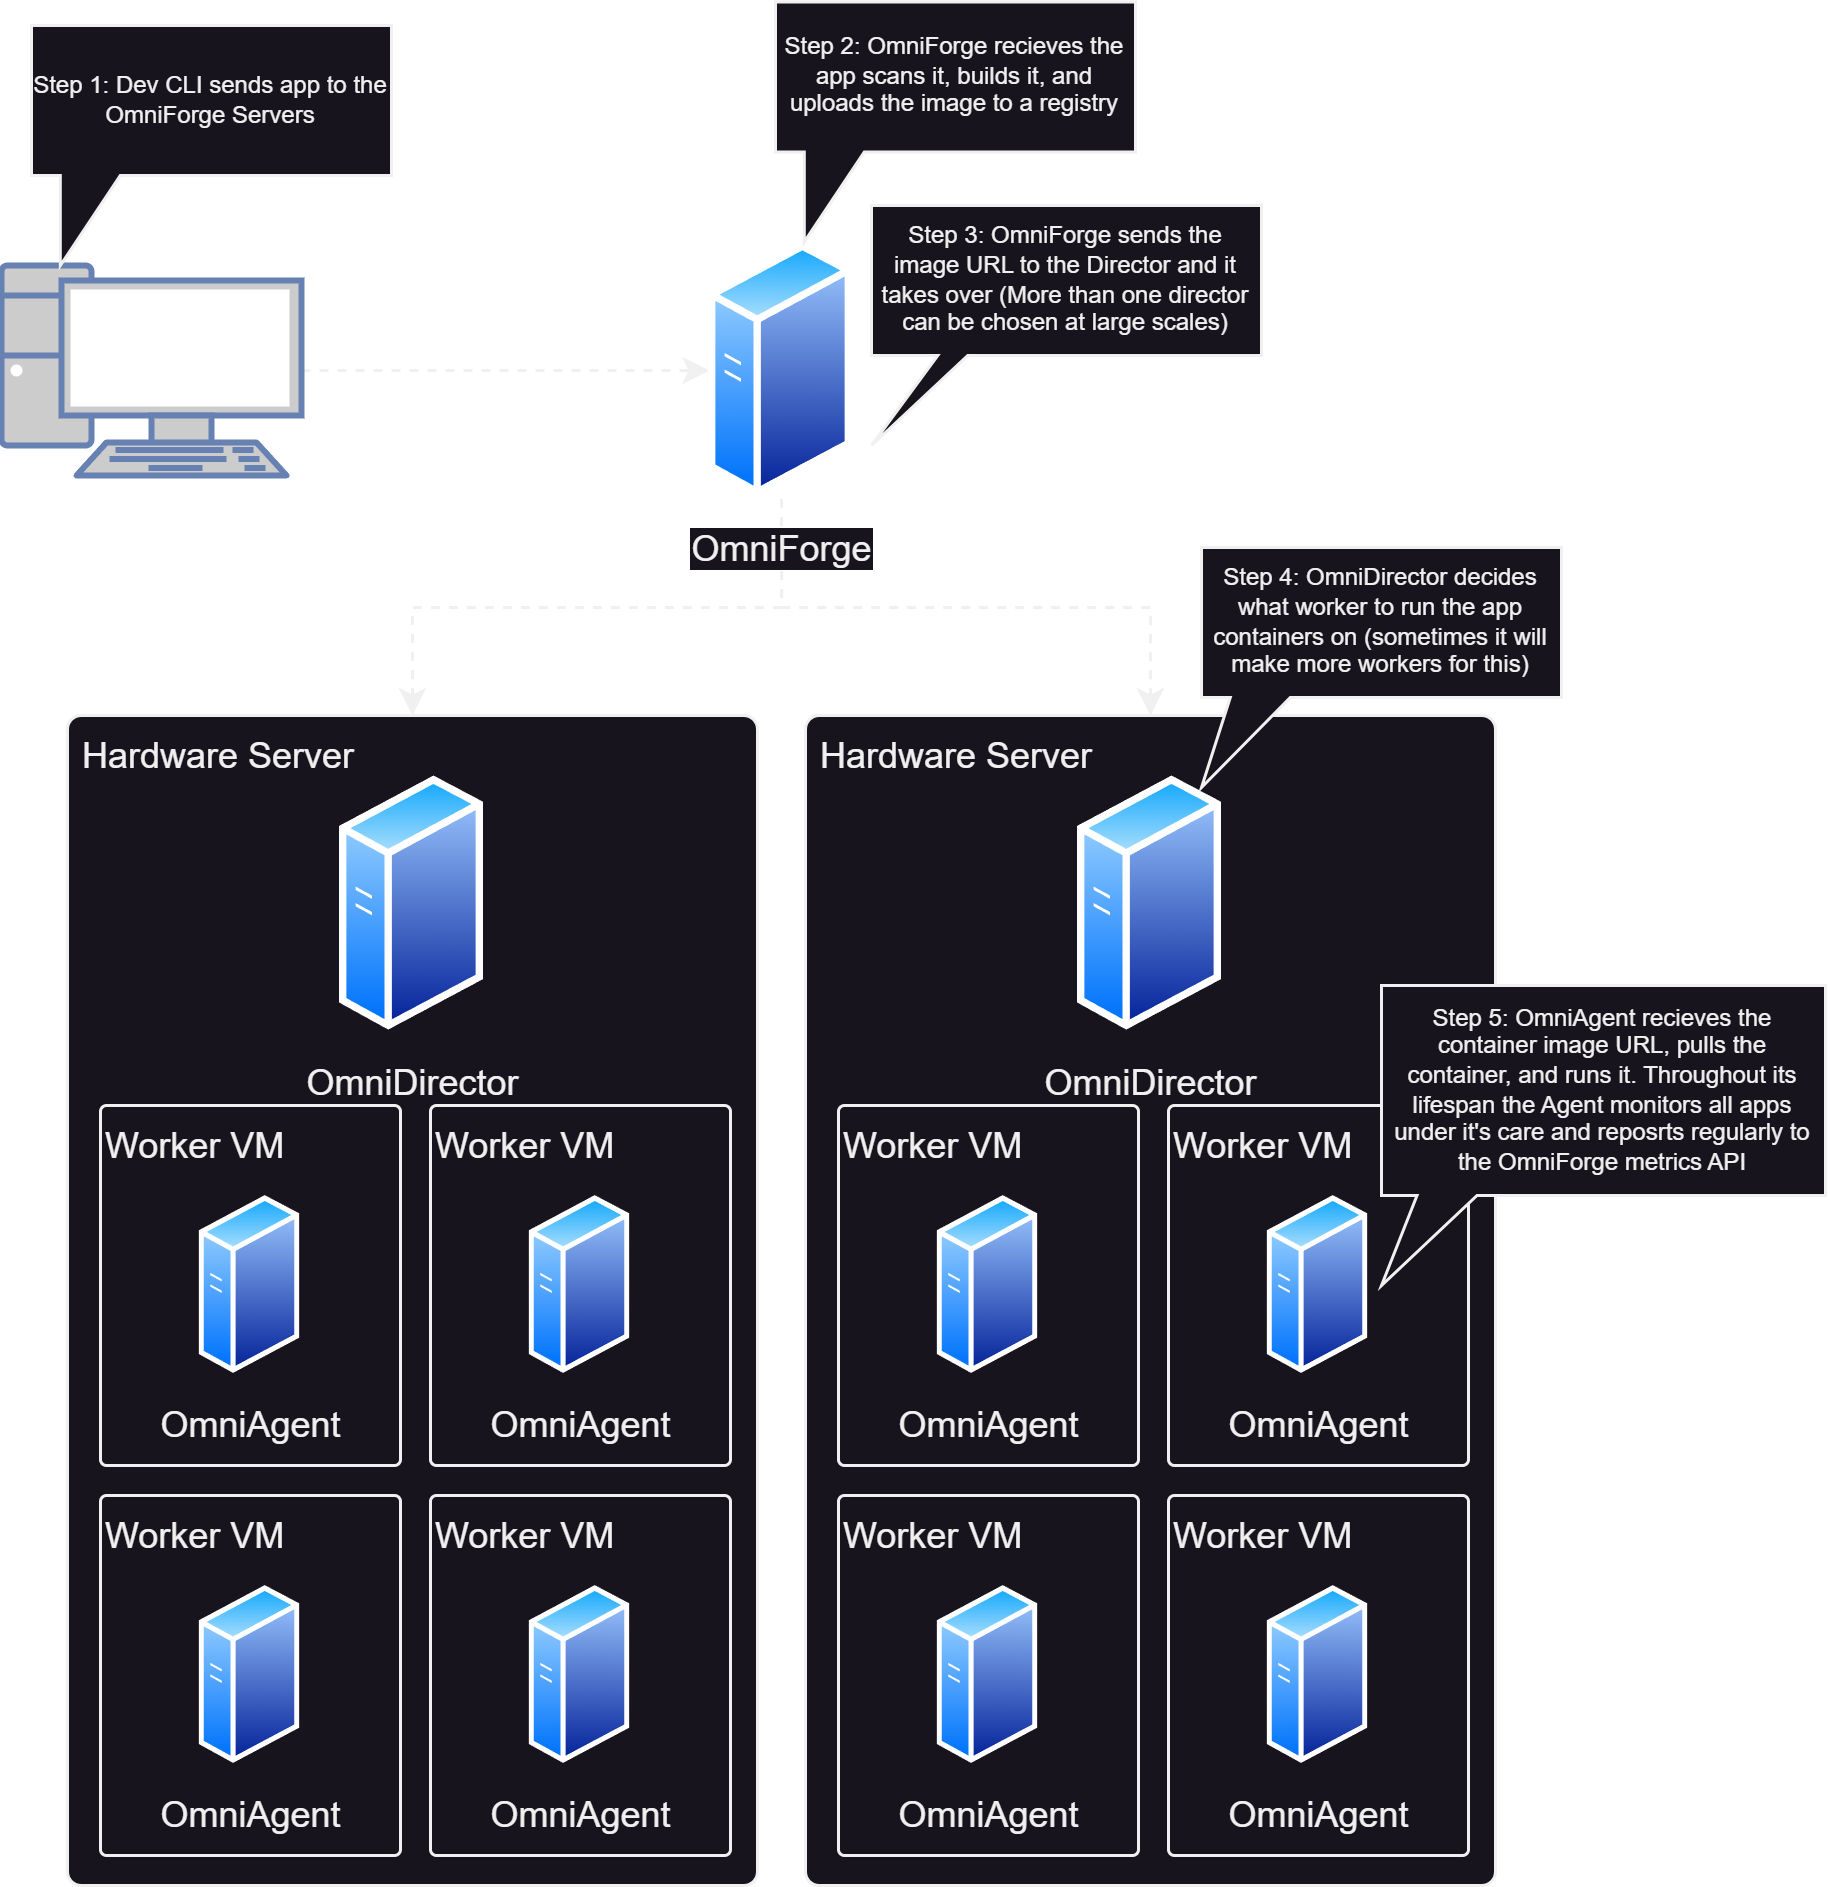 Step 1: Dev CLI sends app to the
OmniForge Servers
Step 2: OmniForge recieves the
app scans it, builds it, and
uploads the image to a registry
Step 3: OmniForge sends the
image URL to the Director and it
takes over (More than one director
can be chosen at large scales)
OmniForge
Step 4: OmniDirector decides
what worker to run the app
containers on (sometimes it will
make more workers for this)
Hardware Server
Hardware Server
Step 5: OmniAgent recieves the
container image URL, pulls the
container, and runs it. Throughout its
lifespan the Agent monitors all apps
under it's care and reposrts regularly to
the OmniForge metrics API
OmniDirector
OmniDirector
Worker VM
Worker VM
Worker VM
Worker VM
OmniAgent
OmniAgent
OmniAgent
OmniAgent
Worker VM
Worker VM
Worker VM
Worker VM
OmniAgent
OmniAgent
OmniAgent
OmniAgent